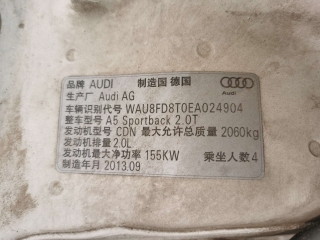 品牌 AUDI 制造国 德国
Audi
生产厂 Audi AG
车辆识别代号 WAU8FD8T0EA024904
整车型号 A5 Sportback 2.0T
发动机型号 CDN 最大允许总质量 2060kg
发动机排量 2.0L
发动机最大净功率 155KW 乘坐人数 4
制造年月 2013.09